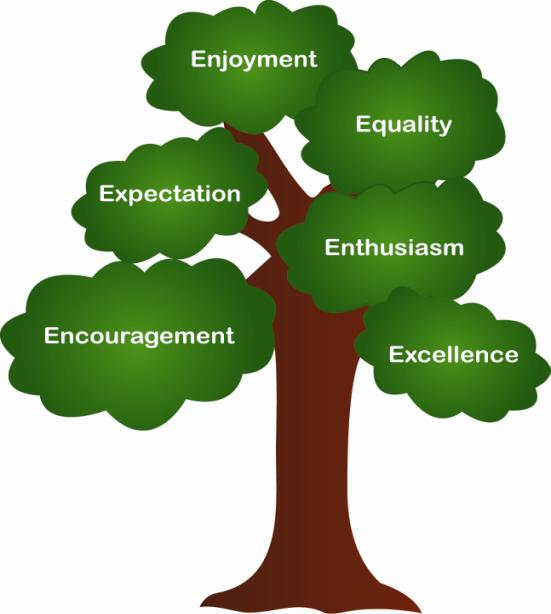 Enjoyment
Equality
Expectation
Enthusiasm
Encouragement
Excellence